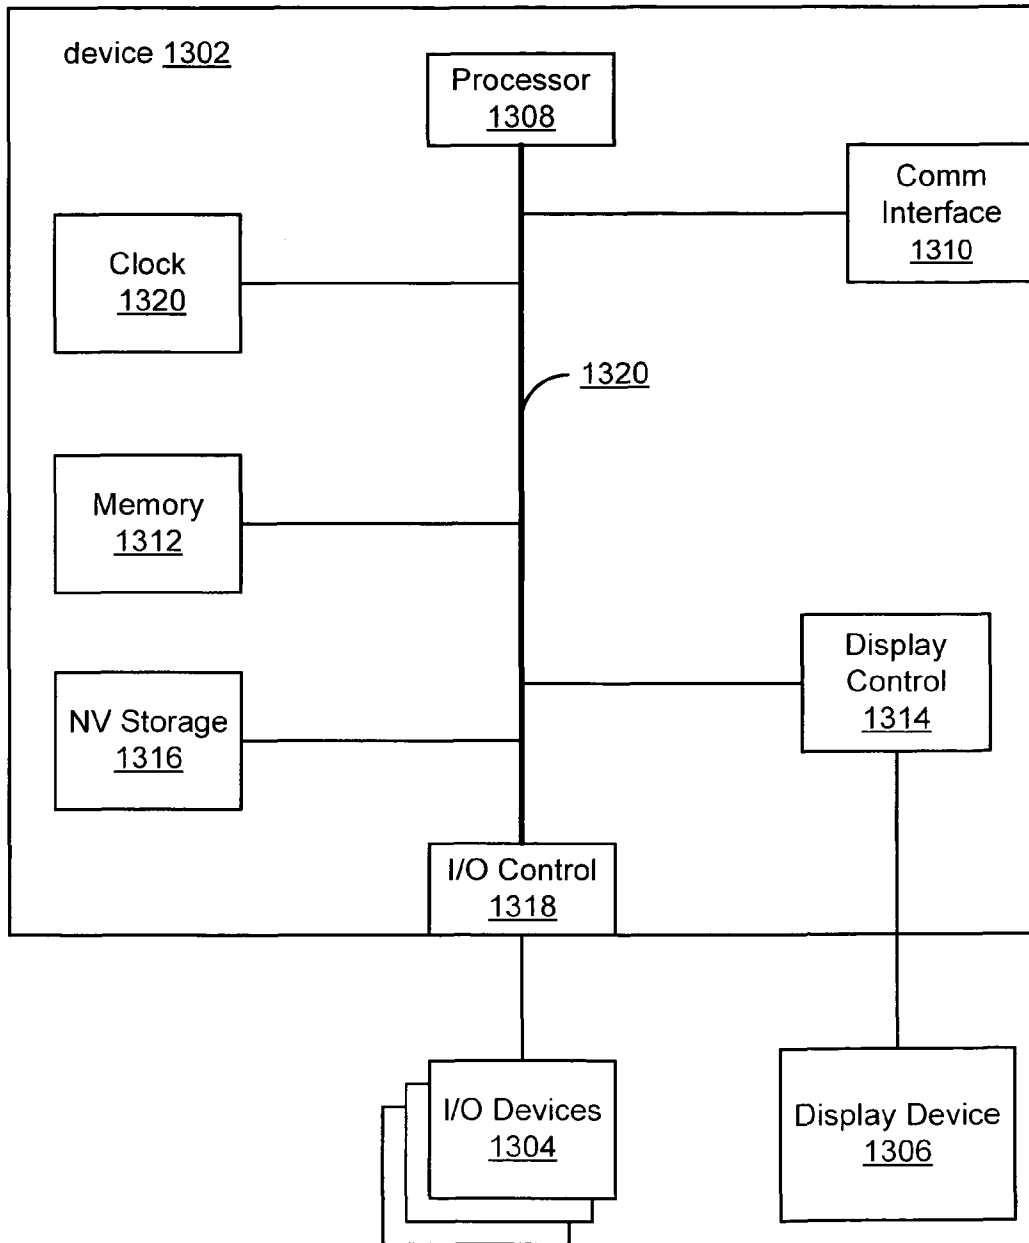 device 1302
Processor
1308
Comm
Interface
1310
Clock
1320
1320
Memory
1312
Display
Control
1314
NV Storage
1316
I/O Control
1318
I/O Devices
1304
Display Device
1306